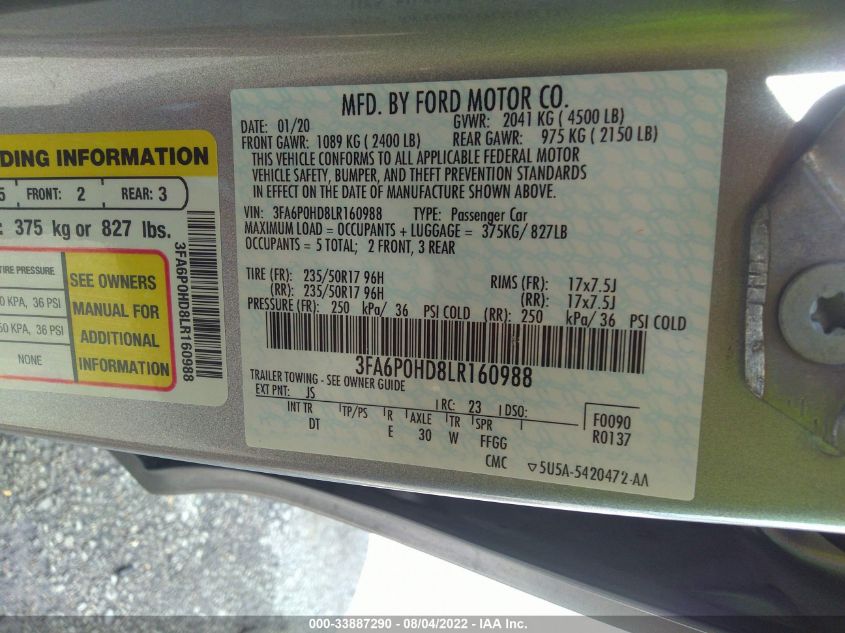 MFD. BY FORD MOTOR CO.
DATE: 01/20 GVWR: 2041 KG ( 4500 LB)
FRONT GAWR: 1089 KG ( 2400 LB) REAR GAWR: 975 KG ( 2150 LB)
THIS VEHICLE CONFORMS TO ALL APPLICABLE FEDERAL MOTOR
VEHICLE SAFETY, BUMPER, AND THEFT PREVENTION STANDARDS
IN EFFECT ON THE DATE OF MANUFACTURE SHOWN ABOVE.
VIN: 3FA6P0HD8LR160988 TYPE: Passenger Car
MAXIMUM LOAD = OCCUPANTS + LUGGAGE = 375KG/ 827LB
OCCUPANTS = 5 TOTAL; 2 FRONT, 3 REAR
TIRE (FR): 235/50R17 96H RIMS (FR): 17x7.5J
(RR): 235/50R17 96H (RR): 17x7.5J
PRESSURE (FR): 250 kPa/ 36 PSI COLD (RR): 250 kPa/ 36 PSI COLD
3FA6P0HD8LR160988
TRAILER TOWING - SEE OWNER GUIDE
EXT PNT: JS RC: 23 DSO:
INT TR TP/PS R AXLE TR SPR F0090
DT E 30 W FFGG R0137
CMC ▽5U5A-5420472-AA
DING INFORMATION
5 FRONT: 2 REAR: 3
: 375 kg or 827 lbs.
TIRE PRESSURE
0 KPA, 36 PSI
50 KPA, 36 PSI
NONE
SEE OWNERS
MANUAL FOR
ADDITIONAL
INFORMATION
3FA6P0HD8LR160988
000-33887290 - 08/04/2022 - IAA Inc.